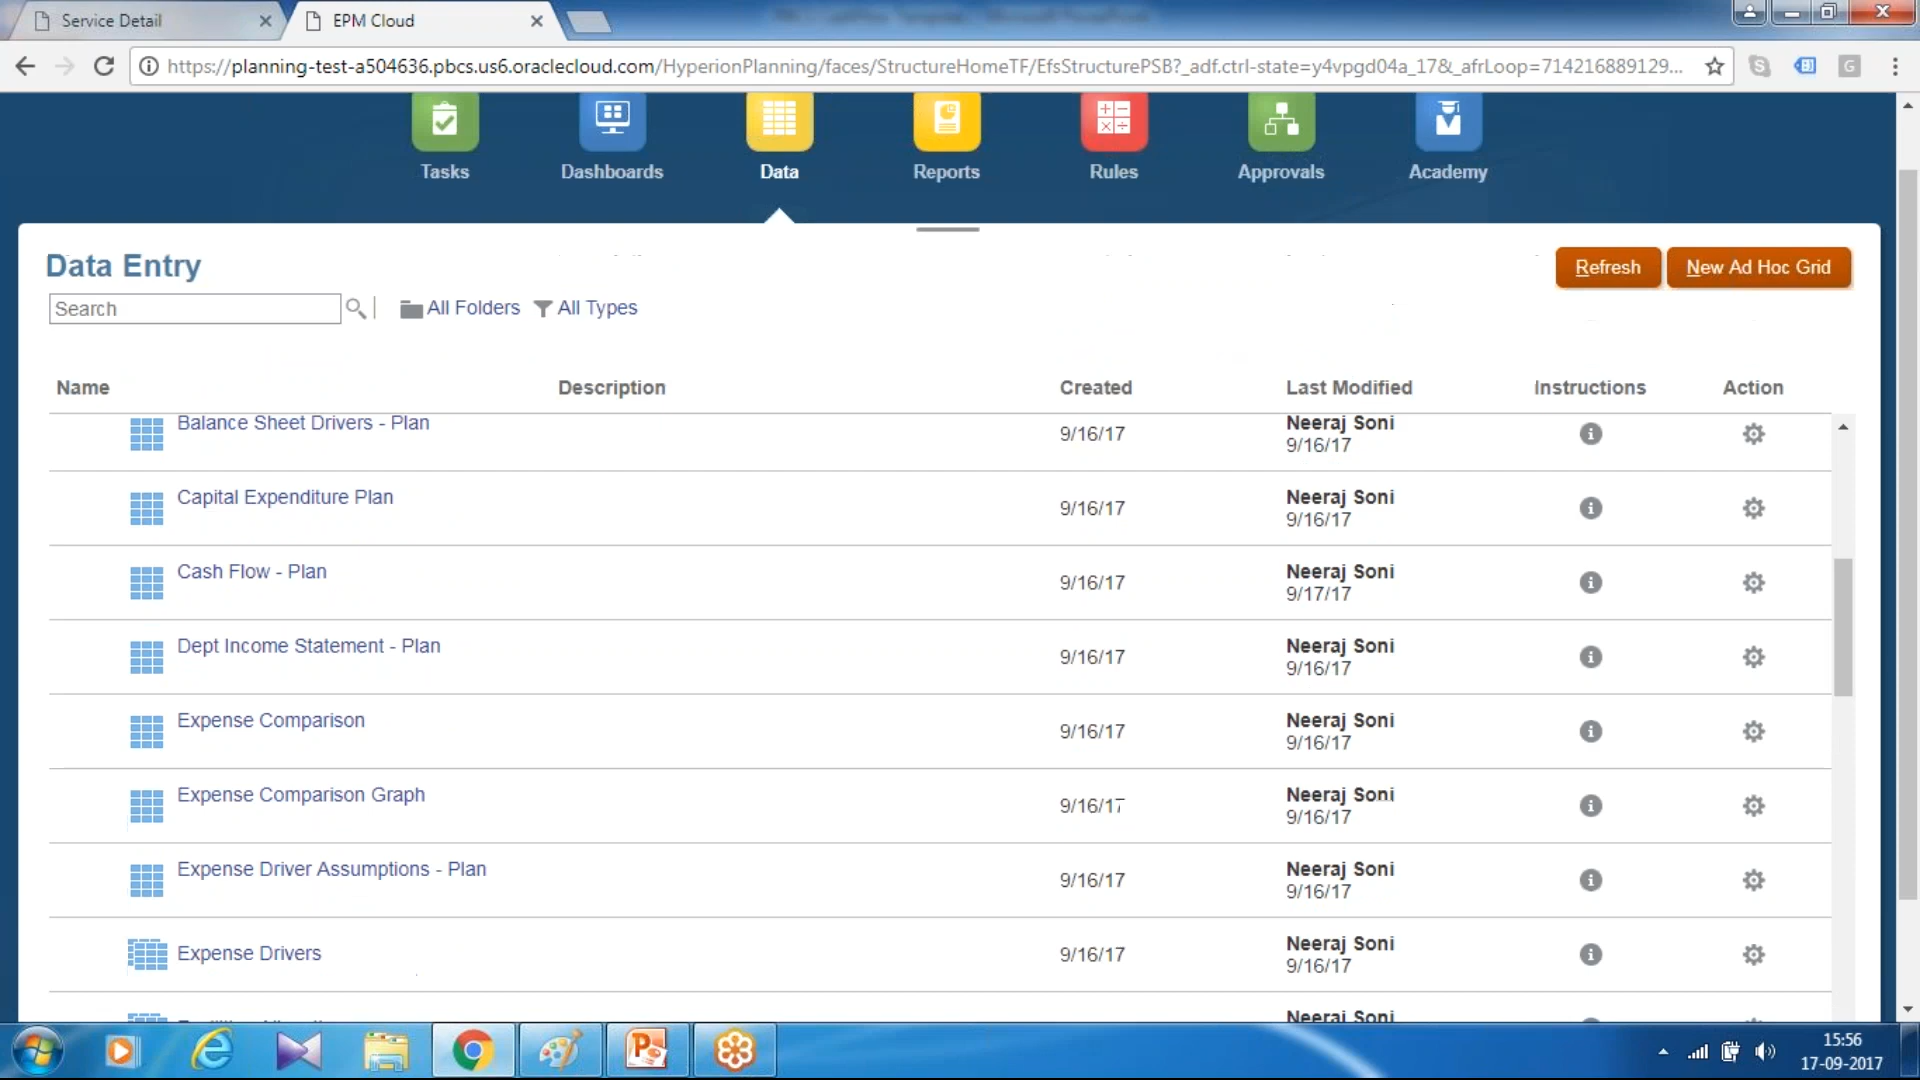 Service Detail
EPM Cloud
https://planning-test-a504636.pbcs.us6.oraclecloud.com/HyperionPlanning/faces/StructureHomeTF/EfsStructurePSB?_adf.ctrl-state=y4vpgd04a_17&_afrLoop=714216889129...
Tasks
Dashboards
Data
Reports
Rules
Approvals
Academy
Data Entry
Refresh
New Ad Hoc Grid
Search
All Folders
All Types
Name Description Created Last Modified Instructions Action
Balance Sheet Drivers - Plan 9/16/17 Neeraj Soni
9/16/17
Capital Expenditure Plan 9/16/17 Neeraj Soni
9/16/17
Cash Flow - Plan 9/16/17 Neeraj Soni
9/17/17
Dept Income Statement - Plan 9/16/17 Neeraj Soni
9/16/17
Expense Comparison 9/16/17 Neeraj Soni
9/16/17
Expense Comparison Graph 9/16/17 Neeraj Soni
9/16/17
Expense Driver Assumptions - Plan 9/16/17 Neeraj Soni
9/16/17
Expense Drivers 9/16/17 Neeraj Soni
9/16/17
Neeraj Soni
15:56
17-09-2017